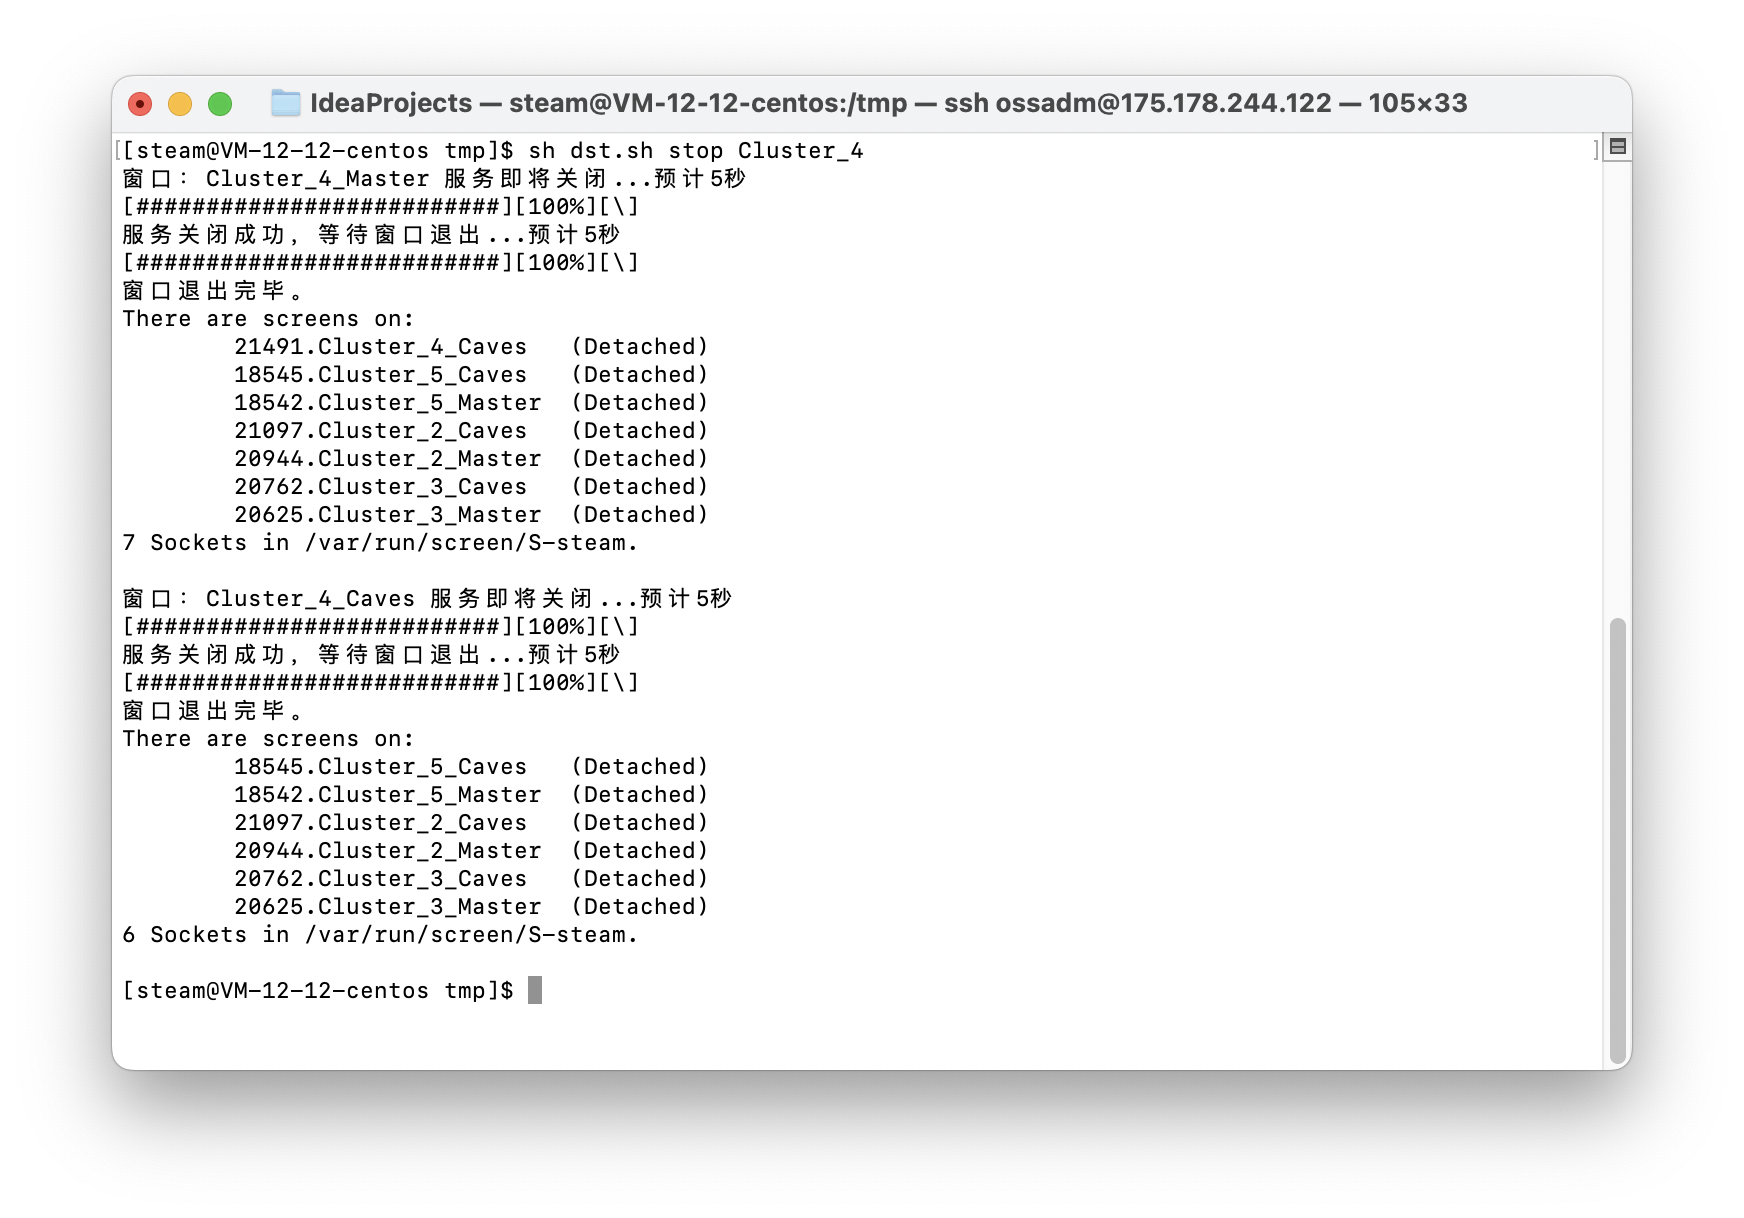 IdeaProjects — steam@VM-12-12-centos:/tmp — ssh ossadm@175.178.244.122 — 105×33
[steam@VM-12-12-centos tmp]$ sh dst.sh stop Cluster_4
窗口: Cluster_4_Master 服务即将关闭...预计5秒
[##########################][100%][\]
服务关闭成功, 等待窗口退出...预计5秒
[##########################][100%][\]
窗口退出完毕。
There are screens on:
21491.Cluster_4_Caves (Detached)
18545.Cluster_5_Caves (Detached)
18542.Cluster_5_Master (Detached)
21097.Cluster_2_Caves (Detached)
20944.Cluster_2_Master (Detached)
20762.Cluster_3_Caves (Detached)
20625.Cluster_3_Master (Detached)
7 Sockets in /var/run/screen/S-steam.
窗口: Cluster_4_Caves 服务即将关闭...预计5秒
[##########################][100%][\]
服务关闭成功, 等待窗口退出...预计5秒
[##########################][100%][\]
窗口退出完毕。
There are screens on:
18545.Cluster_5_Caves (Detached)
18542.Cluster_5_Master (Detached)
21097.Cluster_2_Caves (Detached)
20944.Cluster_2_Master (Detached)
20762.Cluster_3_Caves (Detached)
20625.Cluster_3_Master (Detached)
6 Sockets in /var/run/screen/S-steam.
[steam@VM-12-12-centos tmp]$